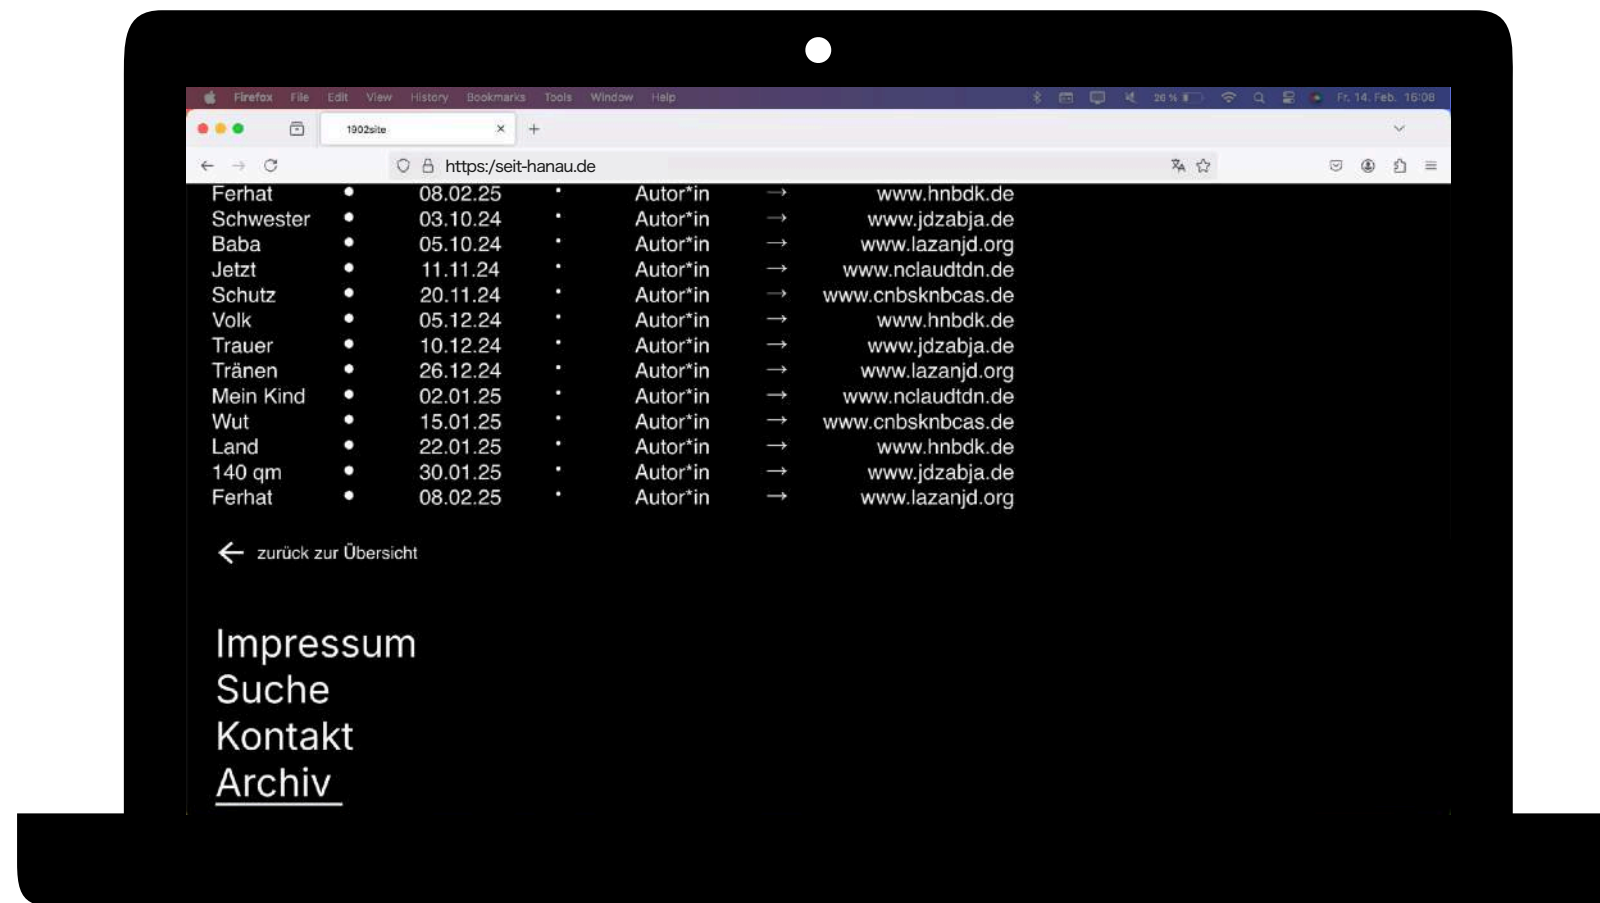 Firefox File Edit View History Bookmarks Tools Window Help 26 % Fr. 14. Feb. 16:08
1902site
https:/seit-hanau.de
Ferhat • 08.02.25 • Autor*in → www.hnbdk.de
Schwester • 03.10.24 • Autor*in → www.jdzabja.de
Baba • 05.10.24 • Autor*in → www.lazanjd.org
Jetzt • 11.11.24 • Autor*in → www.nclaudtdn.de
Schutz • 20.11.24 • Autor*in → www.cnbsknbcas.de
Volk • 05.12.24 • Autor*in → www.hnbdk.de
Trauer • 10.12.24 • Autor*in → www.jdzabja.de
Tränen • 26.12.24 • Autor*in → www.lazanjd.org
Mein Kind • 02.01.25 • Autor*in → www.nclaudtdn.de
Wut • 15.01.25 • Autor*in → www.cnbsknbcas.de
Land • 22.01.25 • Autor*in → www.hnbdk.de
140 qm • 30.01.25 • Autor*in → www.jdzabja.de
Ferhat • 08.02.25 • Autor*in → www.lazanjd.org
← zurück zur Übersicht
Impressum
Suche
Kontakt
Archiv